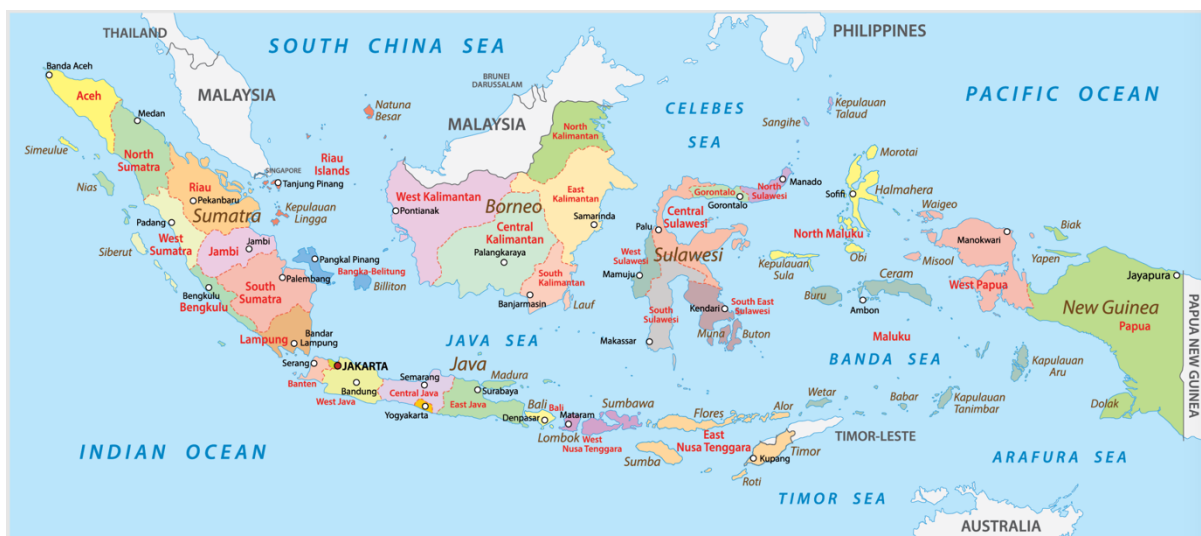 THAILAND
SOUTH CHINA SEA
PHILIPPINES
Banda Aceh
Aceh
MALAYSIA
Medan
BRUNEI
DARUSSALAM
Natuna
Besar
MALAYSIA
CELEBES
SEA
Kepulauan
Talaud
Sangihe
PACIFIC OCEAN
North
Kalimantan
Simeulue
North
Sumatra
Nias
Riau
Islands
SINGAPORE
Tanjung Pinang
Riau
Pekanbaru
Sumatra
Kepulauan
Lingga
West Kalimantan
Pontianak
Borneo
East
Kalimantan
Samarinda
Central
Kalimantan
Palangkaraya
Gorontalo
Gorontalo
North
Sulawesi
Manado
Central
Sulawesi
Palu
Sulawesi
Morotai
Sofifi
Halmahera
North Maluku
Waigeo
Manokwari
Biak
Yapen
Misool
Obi
Kepulauan
Sula
Padang
Siberut
West
Sumatra
Jambi
Jambi
Pangkal Pinang
Bangka-Belitung
Billiton
Palembang
South
Sumatra
Bengkulu
Bengkulu
South
Kalimantan
Banjarmasin
Lauf
West
Sulawesi
Mamuju
South
Sulawesi
Makassar
Kendari
South East
Sulawesi
Muna
Buton
Buru
Ceram
Ambon
Maluku
West Papua
New Guinea
Papua
Jayapura
PAPUA NEW GUINEA
Bandar
Lampung
Lampung
JAVA SEA
BANDA SEA
Serang
Banten
JAKARTA
Bandung
West Java
Java
Semarang
Central Java
Yogyakarta
Madura
Surabaya
East Java
Bali
Bali
Denpasar
Mataram
Lombok
Sumbawa
West
Nusa Tenggara
Flores
Sumba
East
Nusa Tenggara
Alor
Wetar
Timor
Kupang
Roti
TIMOR-LESTE
Babar
Kapulauan
Tanimbar
Kapulauan
Aru
Dolak
INDIAN OCEAN
ARAFURA SEA
TIMOR SEA
AUSTRALIA